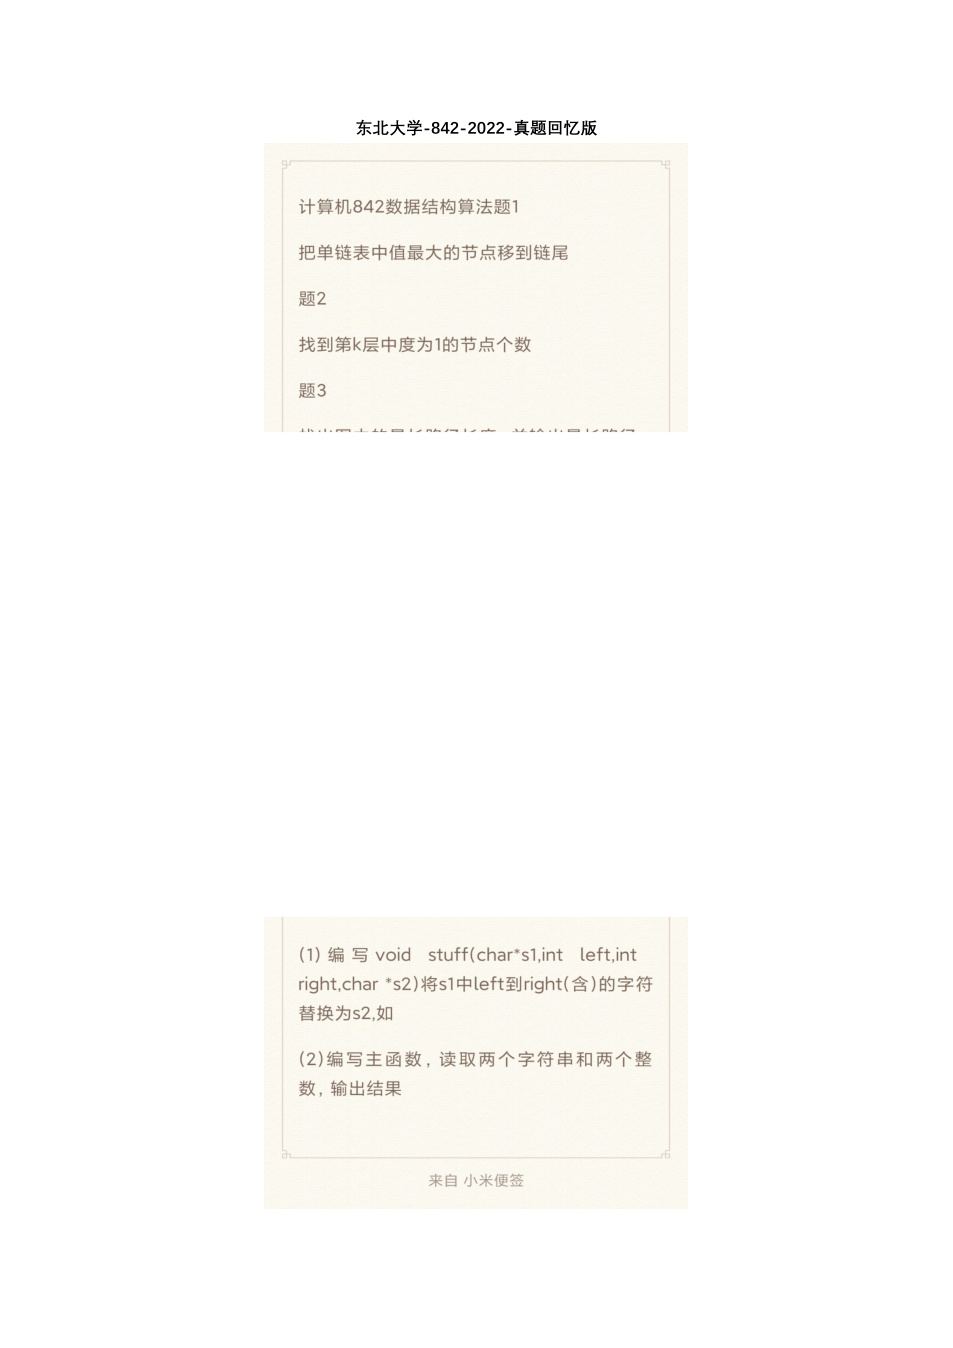 东北大学-842-2022-真题回忆版
计算机842数据结构算法题1
把单链表中值最大的节点移到链尾
题2
找到第k层中度为1的节点个数
题3
(1) 编 写 void stuff(char*s1,int left,int
right,char *s2)将s1中left到right(含)的字符
替换为s2,如
(2)编写主函数，读取两个字符串和两个整
数，输出结果
来自 小米便签